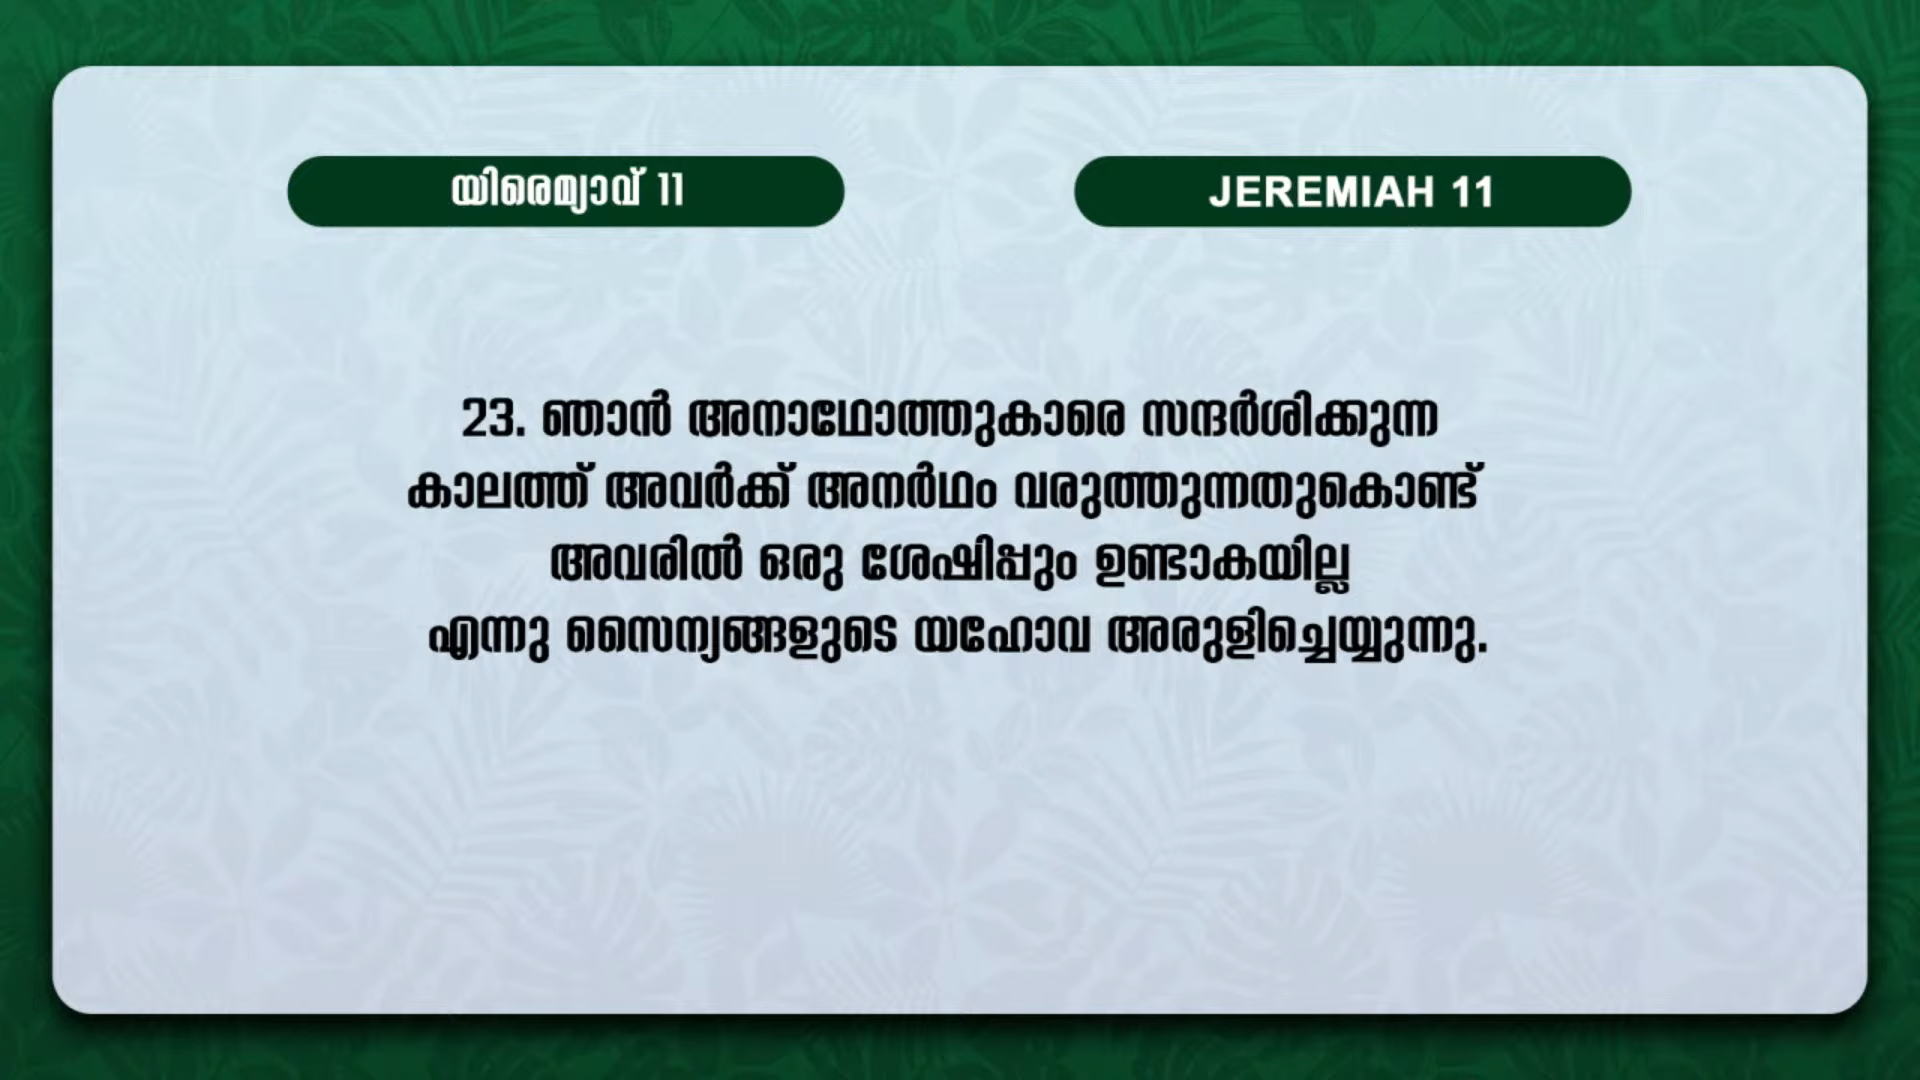 യിരെമ്യാവ് 11
JEREMIAH 11
23. ഞാൻ അനാഥോത്തുകാരെ സന്ദർശിക്കുന്ന
കാലത്ത് അവർക്ക് അനർഥം വരുത്തുന്നതുകൊണ്ട്
അവരിൽ ഒരു ശേഷിപ്പും ഉണ്ടാകയില്ല
എന്നു സൈന്യങ്ങളുടെ യഹോവ അരുളിച്ചെയ്യുന്നു.